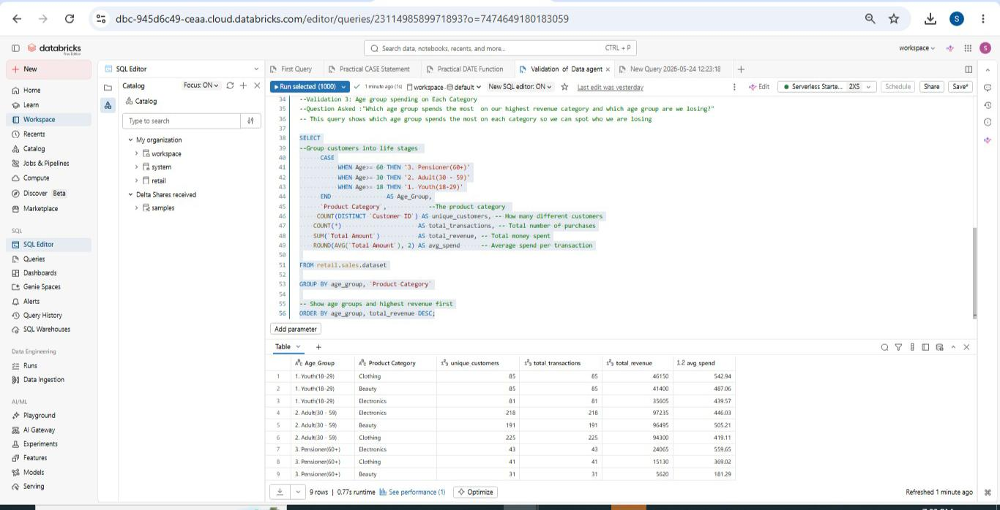 dbc-945d6c49-ceaa.cloud.databricks.com/editor/queries/231149858997189​3?o=7474649180183059
S
databricks
Free Edition
Search data, notebooks, recents, and more...
CTRL + P
workspace
S
New
Home
Learn
Workspace
Recents
Catalog
Jobs & Pipelines
Compute
Discover Beta
Marketplace
SQL
SQL Editor
Queries
Dashboards
Genie Spaces
Alerts
Query History
SQL Warehouses
Data Engineering
Runs
Data Ingestion
AI/ML
Playground
AI Gateway
Experiments
Features
Models
Serving
SQL Editor
Catalog
Focus: ON
Catalog
Type to search
My organization
workspace
system
retail
Delta Shares received
samples
First Query
Practical CASE Statement
Practical DATE Function
Validation of Data agent
New Query 2026-05-24 12:23:18
Run selected (1000)
1 minute ago (1s)
workspace.
default
New SQL editor: ON
Last edit was yesterday
Edit
Serverless Starte... 2XS
Schedule
Share
Save*
34 --Validation 3: Age group spending on Each Category
35 --Question Asked :"Which age group spends the most on our highest revenue category and which age group are we losing?"
36 -- This query shows which age group spends the most on each category so we can spot who we are losing
37
38 SELECT
39 --Group customers into life stages
40 CASE
41 WHEN Age>= 60 THEN '3. Pensioner(60+)'
42 WHEN Age>= 30 THEN '2. Adult(30 - 59)'
43 WHEN Age>= 18 THEN '1. Youth(18-29)'
44 END AS Age_Group,
45 `Product Category`, --The product category
46 COUNT(DISTINCT `Customer ID`) AS unique_customers, -- How many different customers
47 COUNT(*) AS total_transactions, -- Total number of purchases
48 SUM(`Total Amount`) AS total_revenue, -- Total money spent
49 ROUND(AVG(`Total Amount`), 2) AS avg_spend -- Average spend per transaction
50
51 FROM retail.sales.dataset
52
53 GROUP BY age_group, `Product Category`
54
55 -- Show age groups and highest revenue first
56 ORDER BY age_group, total_revenue DESC;
Add parameter
Table
Age Group Product Category unique customers total transactions total revenue 1.2 avg spend
1 1. Youth(18-29) Clothing 85 85 46150 542.94
2 1. Youth(18-29) Beauty 85 85 41400 487.06
3 1. Youth(18-29) Electronics 81 81 35605 439.57
4 2. Adult(30 - 59) Electronics 218 218 97235 446.03
5 2. Adult(30 - 59) Beauty 191 191 96495 505.21
6 2. Adult(30 - 59) Clothing 225 225 94300 419.11
7 3. Pensioner(60+) Electronics 43 43 24065 559.65
8 3. Pensioner(60+) Clothing 41 41 15130 369.02
9 3. Pensioner(60+) Beauty 31 31 5620 181.29
9 rows | 0.77s runtime
See performance (1)
Optimize
Refreshed 1 minute ago